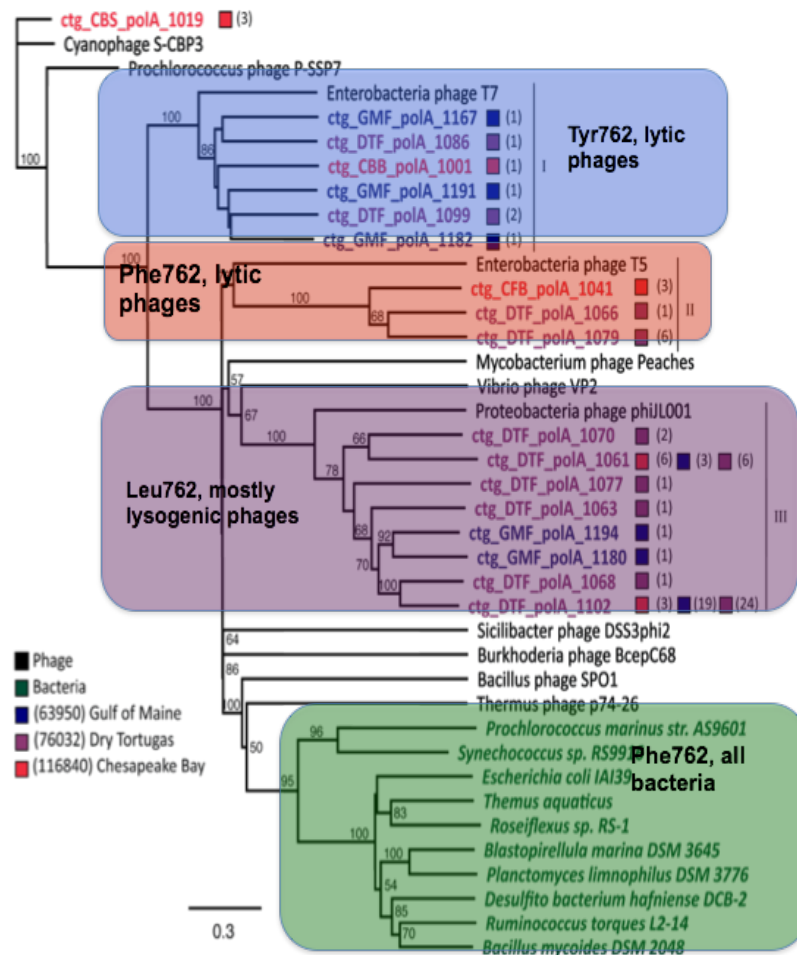 ctg_CBS_polA_1019 (3)
Cyanophage S-CBP3
Prochlorococcus phage P-SSP7
Enterobacteria phage T7
100
ctg_GMF_polA_1167 (1)
Tyr762, lytic
phages
86
ctg_DTF_polA_1086 (1)
100
ctg_CBB_polA_1001 (1)
I
ctg_GMF_polA_1191 (1)
ctg_DTF_polA_1099 (2)
ctg_GMF_polA_1182 (1)
100
Enterobacteria phage T5
Phe762, lytic
phages
100
ctg_CFB_polA_1041 (3)
68
ctg_DTF_polA_1066 (1)
II
ctg_DTF_polA_1079 (6)
Mycobacterium phage Peaches
57
Vibrio phage VP2
100
67
Proteobacteria phage phiJL001
100
66
ctg_DTF_polA_1070 (2)
78
ctg_DTF_polA_1061 (6) (3) (6)
Leu762, mostly
lysogenic phages
ctg_DTF_polA_1077 (1)
68
ctg_DTF_polA_1063 (1)
III
92
ctg_GMF_polA_1194 (1)
70
ctg_GMF_polA_1180 (1)
100
ctg_DTF_polA_1068 (1)
ctg_DTF_polA_1102 (3) (19) (24)
64
Sicilibacter phage DSS3phi2
Burkhoderia phage BcepC68
86
Bacillus phage SPO1
100
Thermus phage p74-26
Phage
Bacteria
(63950) Gulf of Maine
(76032) Dry Tortugas
(116840) Chesapeake Bay
50
96
Prochlorococcus marinus str. AS9601
Synechococcus sp. RS991
Phe762, all
bacteria
95
Escherichia coli IAI39
83
Themus aquaticus
100
Roseiflexus sp. RS-1
100
Blastopirellula marina DSM 3645
54
Planctomyces limnophilus DSM 3776
Desulfito bacterium hafniense DCB-2
85
Ruminococcus torques L2-14
70
Bacillus mycoides DSM 2048
0.3